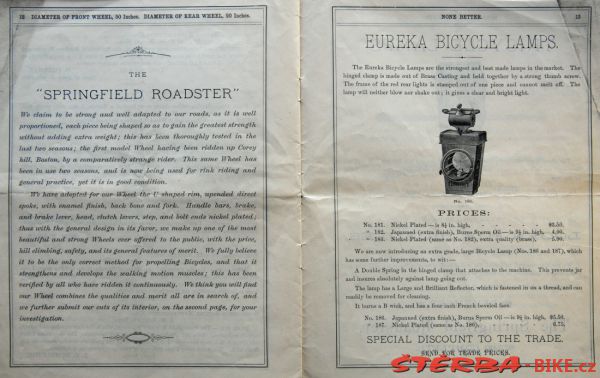 12 DIAMETER OF FRONT WHEEL, 50 Inches. DIAMETER OF REAR WHEEL, 20 Inches.
THE
"SPRINGFIELD ROADSTER"
We claim to be strong and well adapted to our roads, as it is well
proportioned, each piece being shaped so as to gain the greatest strength
without adding extra weight; this has been thoroughly tested in the
last two seasons; the first model Wheel having been ridden up Corey
hill, Boston, by a comparatively strange rider. This same Wheel has
been in use two seasons, and is now being used for rink riding and
general practice, yet it is in good condition.
We have adopted for our Wheel the U shaped rim, upended direct
spoke, with enamel finish, back bone and fork. Handle bars, brake,
and brake lever, head, clutch levers, step, and bolt ends nickel plated;
thus with the general design in its favor, we make up one of the most
beautiful and strong Wheels ever offered to the public, with the price,
hill climbing, safety, and its general features of merit. We fully believe
it to be the only correct method for propelling Bicycles, and that it
strengthens and develops the walking motion muscles; this has been
verified by all who have ridden it continuously. We think you will find
our Wheel combines the qualities and merit all are in search of, and
we further submit our cuts of its interior, on the second page, for your
investigation.
NONE BETTER. 13
EUREKA BICYCLE LAMPS.
The Eureka Bicycle Lamps are the strongest and best made lamps in the market. The
hinged clamp is made out of Brass Casting and held together by a strong thumb screw.
The frame of the red rear lights is stamped out of one piece and cannot melt off. The
lamp will neither blow nor shake out; it gives a clear and bright light.
No. 180.
PRICES:
No. 181. Nickel Plated—is 8½ in. high, - - - -
" 182. Japanned (extra finish), Burns Sperm Oil—is 8½ in. high, 4.00.
" 183. Nickel Plated (same as No. 182), extra quality (brass), - 5.00.
We are now introducing an extra grade, large Bicycle Lamp (Nos. 186 and 187), which
has some further improvements, to wit:—
A Double Spring in the hinged clamp that attaches to the machine. This prevents jar
and insures absolutely against lamp going out.
The lamp has a Large and Brilliant Reflector, which is fastened in on a thread, and can
readily be removed for cleaning.
It burns a B wick, and has a four inch French beveled face.
No. 186. Japanned (extra finish), Burns Sperm Oil—is 9½ in. high, $5.50.
" 187. Nickel Plated (same as No. 186), - - - 6.75.
SPECIAL DISCOUNT TO THE TRADE.
SEND FOR TRADE PRICES.
ŠTĚRBA-BIKE.cz